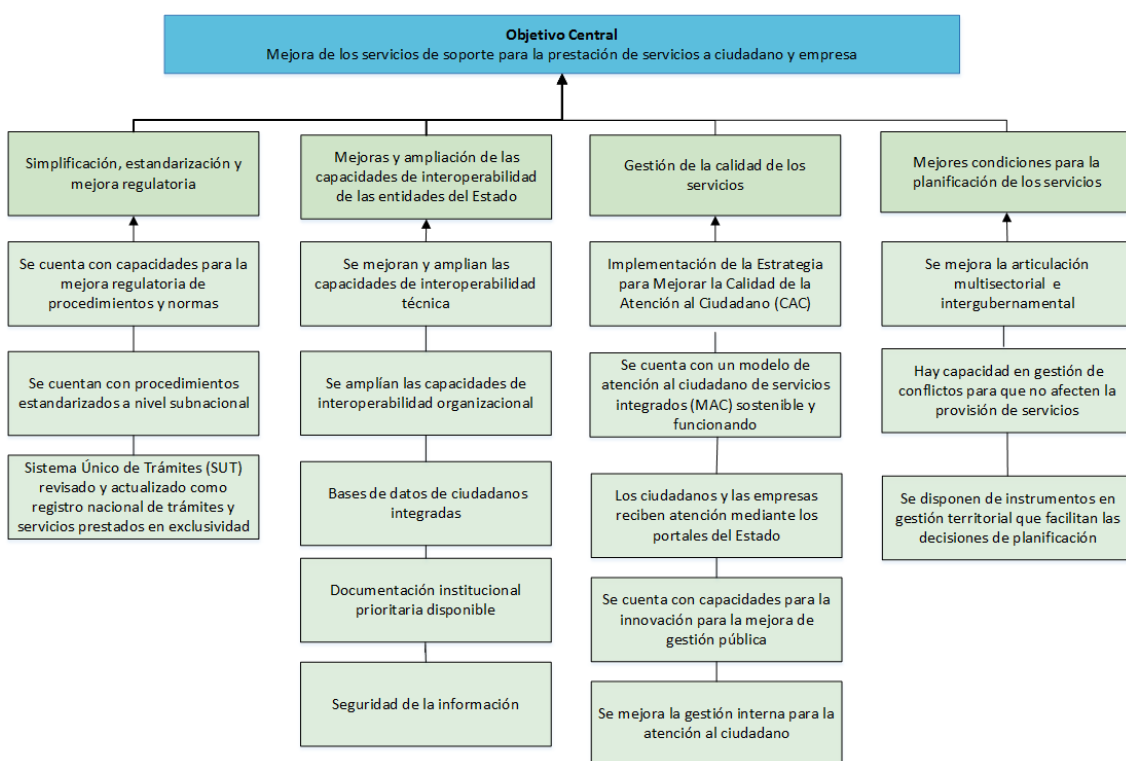 Objetivo Central
Mejora de los servicios de soporte para la prestación de servicios a ciudadano y empresa
Simplificación, estandarización y
mejora regulatoria
Se cuenta con capacidades para la
mejora regulatoria de
procedimientos y normas
Se cuentan con procedimientos
estandarizados a nivel subnacional
Sistema Único de Trámites (SUT)
revisado y actualizado como
registro nacional de trámites y
servicios prestados en exclusividad
Mejoras y ampliación de las
capacidades de interoperabilidad
de las entidades del Estado
Se mejoran y amplian las
capacidades de interoperabilidad
técnica
Se amplían las capacidades de
interoperabilidad organizacional
Bases de datos de ciudadanos
integradas
Documentación institucional
prioritaria disponible
Seguridad de la información
Gestión de la calidad de los
servicios
Implementación de la Estrategia
para Mejorar la Calidad de la
Atención al Ciudadano (CAC)
Se cuenta con un modelo de
atención al ciudadano de servicios
integrados (MAC) sostenible y
funcionando
Los ciudadanos y las empresas
reciben atención mediante los
portales del Estado
Se cuenta con capacidades para la
innovación para la mejora de
gestión pública
Se mejora la gestión interna para la
atención al ciudadano
Mejores condiciones para la
planificación de los servicios
Se mejora la articulación
multisectorial e
intergubernamental
Hay capacidad en gestión de
conflictos para que no afecten la
provisión de servicios
Se disponen de instrumentos en
gestión territorial que facilitan las
decisiones de planificación